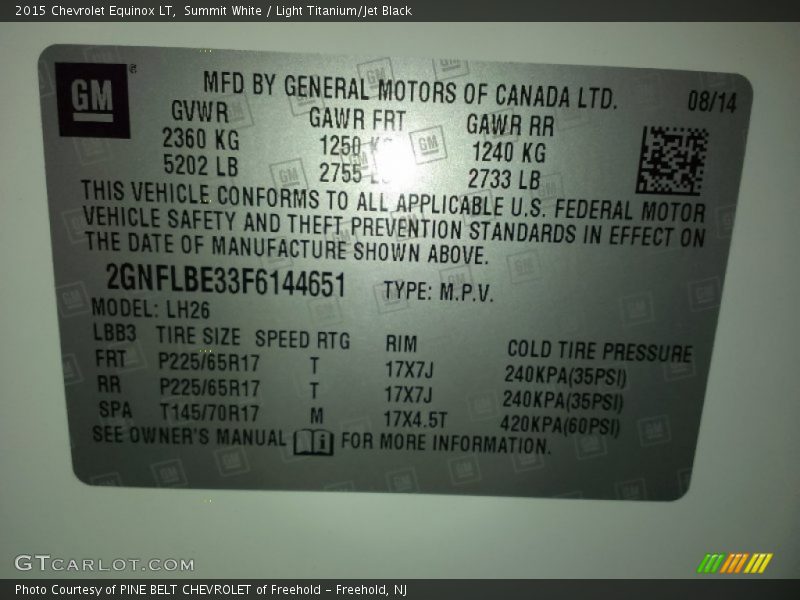 2015 Chevrolet Equinox LT,  Summit White / Light Titanium/Jet Black
GM ®
MFD BY GENERAL MOTORS OF CANADA LTD. 08/14
GVWR GAWR FRT GAWR RR
2360 KG 1250 1240 KG
5202 LB 2755 2733 LB
THIS VEHICLE CONFORMS TO ALL APPLICABLE U.S. FEDERAL MOTOR
VEHICLE SAFETY AND THEFT PREVENTION STANDARDS IN EFFECT ON
THE DATE OF MANUFACTURE SHOWN ABOVE.
2GNFLBE33F6144651 TYPE: M.P.V.
MODEL: LH26
LBB3 TIRE SIZE SPEED RTG RIM COLD TIRE PRESSURE
FRT P225/65R17 T 17X7J 240KPA(35PSI)
RR P225/65R17 T 17X7J 240KPA(35PSI)
SPA T145/70R17 M 17X4.5T 420KPA(60PSI)
SEE OWNER'S MANUAL i FOR MORE INFORMATION.
GTCARLOT.COM
Photo Courtesy of PINE BELT CHEVROLET of Freehold - Freehold, NJ